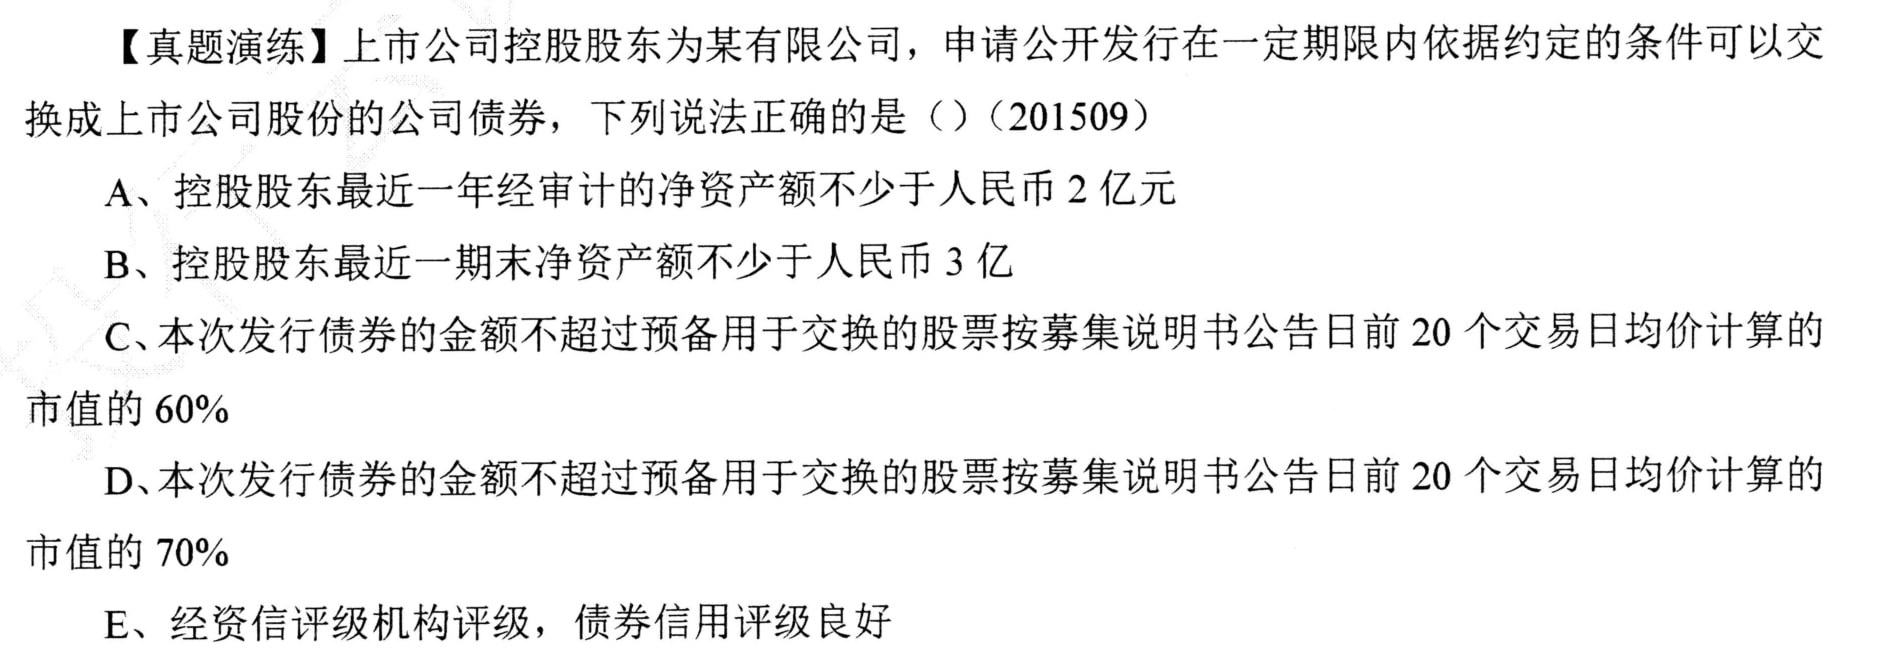 【真题演练】上市公司控股股东为某有限公司，申请公开发行在一定期限内依据约定的条件可以交
换成上市公司股份的公司债券，下列说法正确的是（）（201509）
A、控股股东最近一年经审计的净资产额不少于人民币 2 亿元
B、控股股东最近一期末净资产额不少于人民币 3 亿
C、本次发行债券的金额不超过预备用于交换的股票按募集说明书公告日前 20 个交易日均价计算的
市值的 60%
D、本次发行债券的金额不超过预备用于交换的股票按募集说明书公告日前 20 个交易日均价计算的
市值的 70%
E、经资信评级机构评级，债券信用评级良好